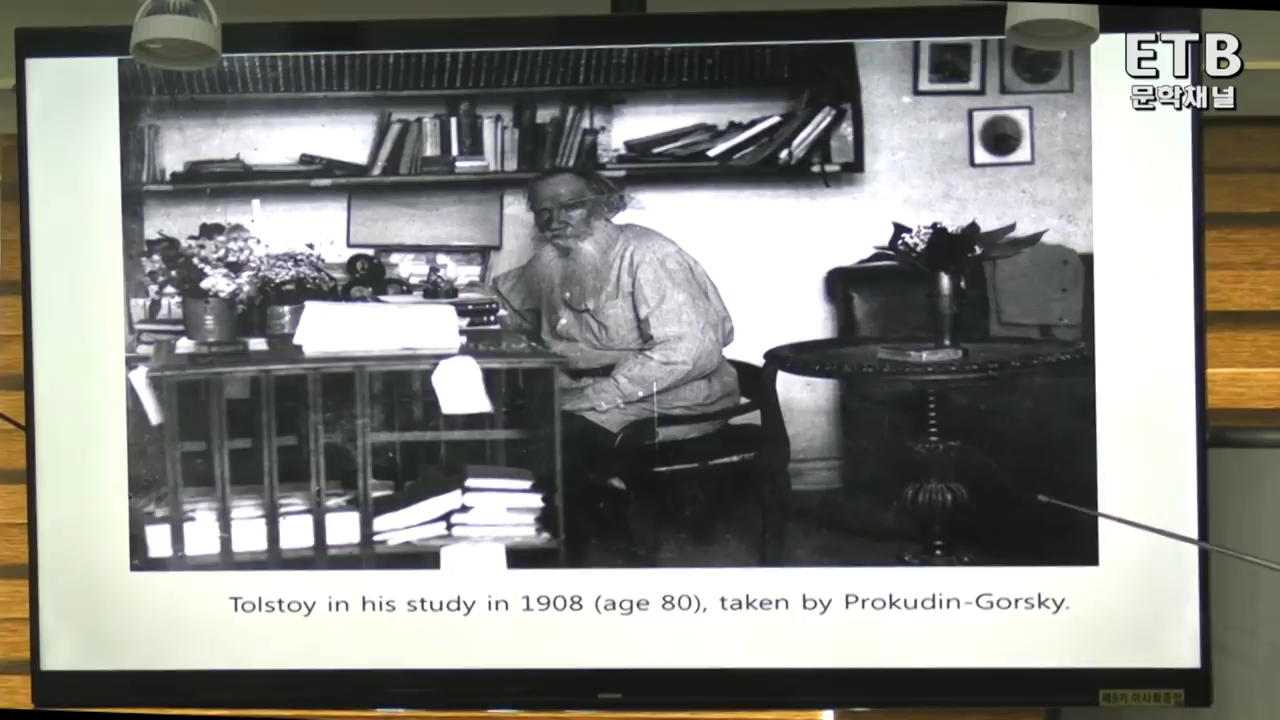 ETB
문학채널
Tolstoy in his study in 1908 (age 80), taken by Prokudin-Gorsky.